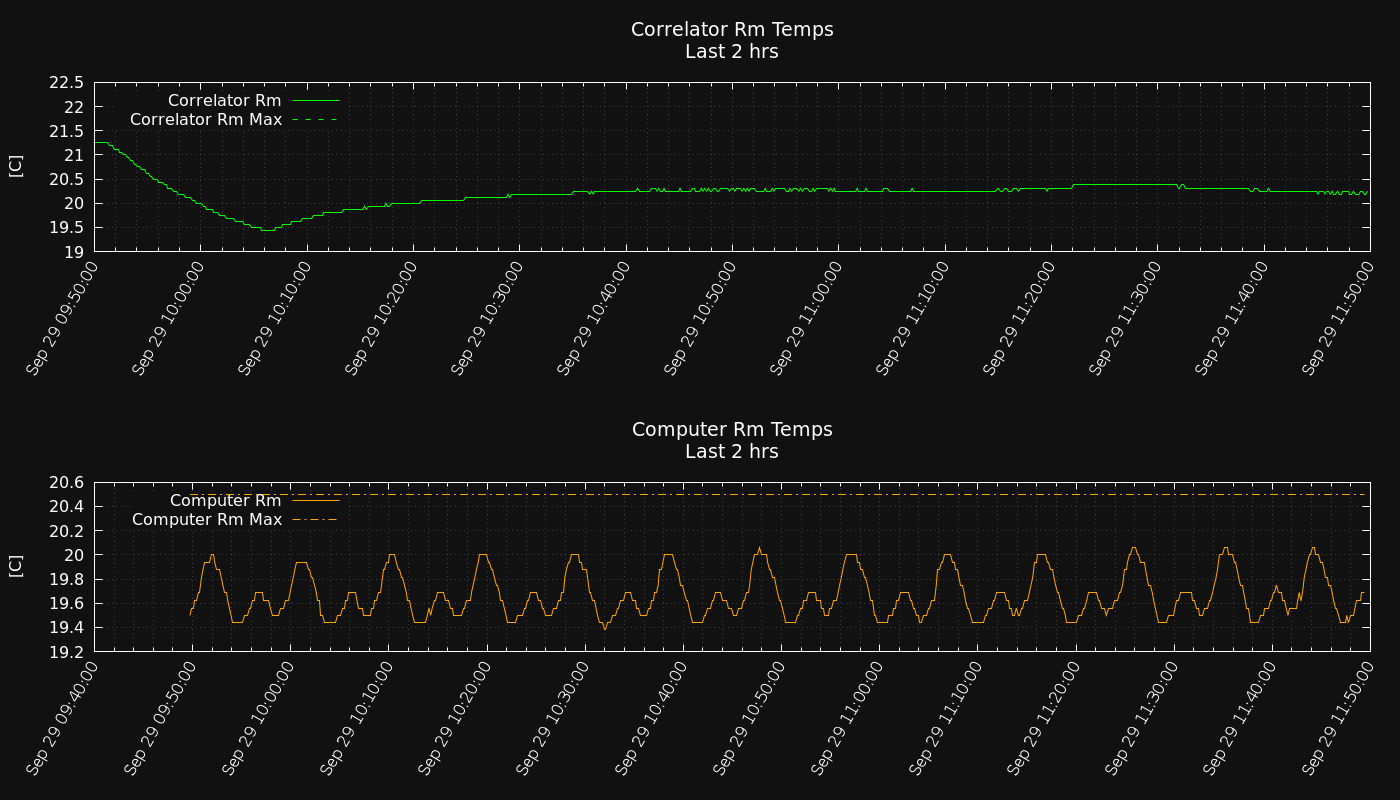 Correlator Rm Temps
Last 2 hrs
22.5
22
21.5
21
20.5
20
19.5
19
[C]
Correlator Rm
Correlator Rm Max
Sep 29 09:50:00
Sep 29 10:00:00
Sep 29 10:10:00
Sep 29 10:20:00
Sep 29 10:30:00
Sep 29 10:40:00
Sep 29 10:50:00
Sep 29 11:00:00
Sep 29 11:10:00
Sep 29 11:20:00
Sep 29 11:30:00
Sep 29 11:40:00
Sep 29 11:50:00
Computer Rm Temps
Last 2 hrs
20.6
20.4
20.2
20
19.8
19.6
19.4
19.2
[C]
Computer Rm
Computer Rm Max
Sep 29 09:40:00
Sep 29 09:50:00
Sep 29 10:00:00
Sep 29 10:10:00
Sep 29 10:20:00
Sep 29 10:30:00
Sep 29 10:40:00
Sep 29 10:50:00
Sep 29 11:00:00
Sep 29 11:10:00
Sep 29 11:20:00
Sep 29 11:30:00
Sep 29 11:40:00
Sep 29 11:50:00